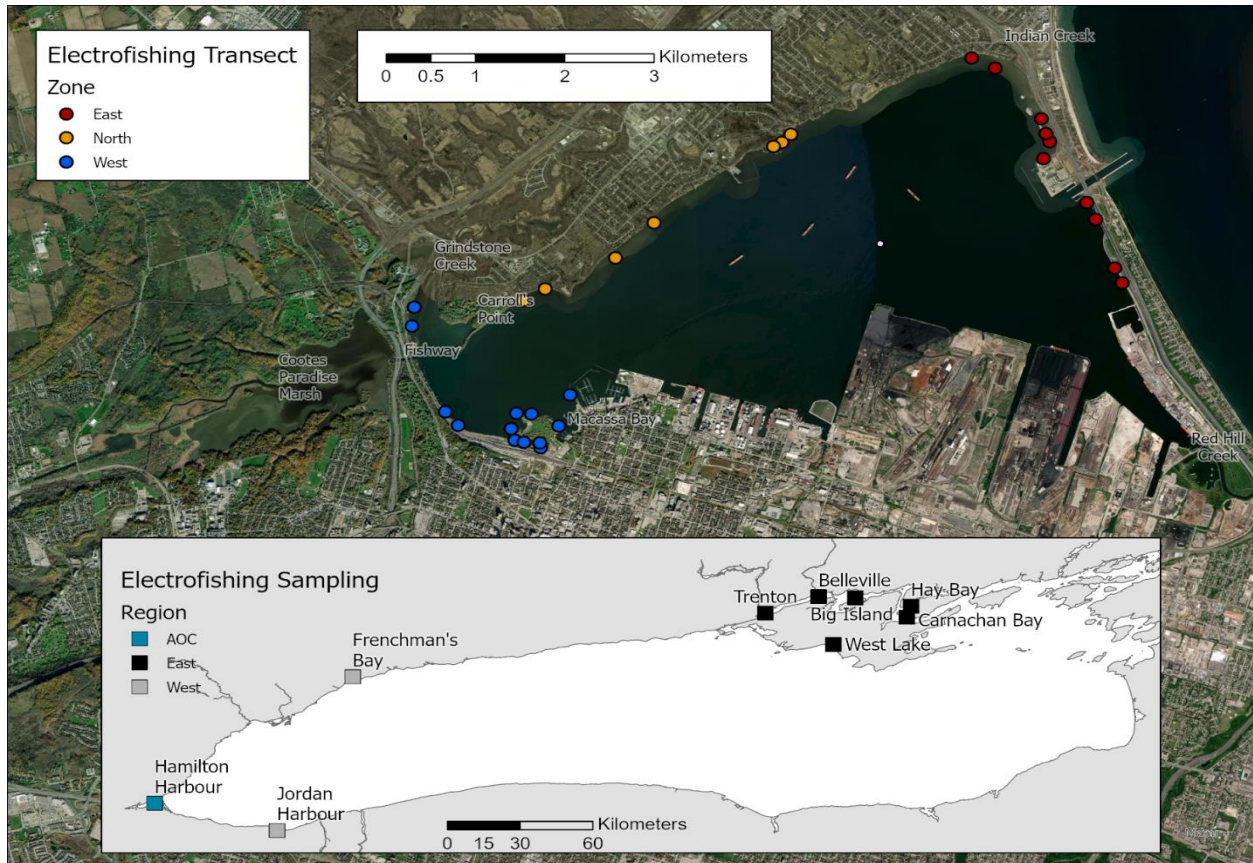 Electrofishing Transect
Zone
East
North
West
Kilometers
0 0.5 1 2 3
Indian Creek
Grindstone
Creek
Carroll's
Point
Fishway
Cootes
Paradise
Marsh
Macassa Bay
Red Hill
Creek
Electrofishing Sampling
Region
AOC
East
West
Frenchman's
Bay
Trenton
Belleville
Big Island
Hay Bay
Carnachan Bay
West Lake
Hamilton
Harbour
Jordan
Harbour
Kilometers
0 15 30 60